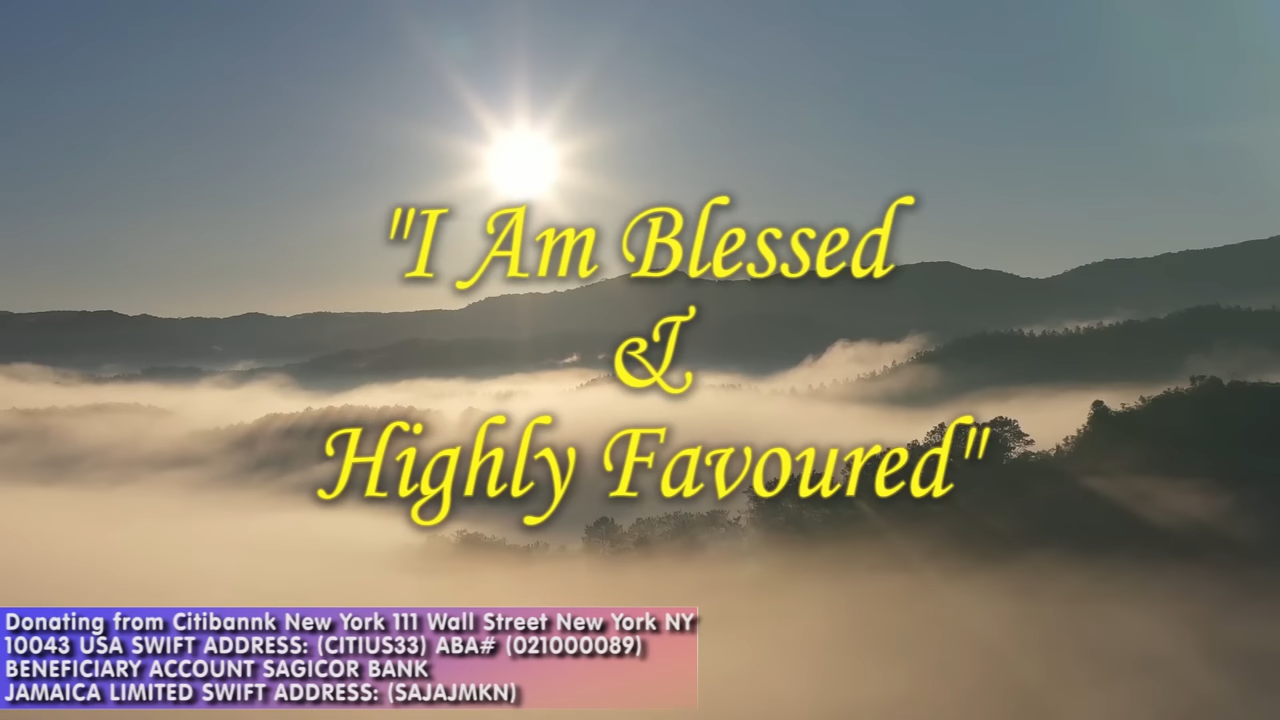 "I Am Blessed
&
Highly Favoured"
Donating from Citibannk New York 111 Wall Street New York NY
10043 USA SWIFT ADDRESS: (CITIUS33) ABA# (021000089)
BENEFICIARY ACCOUNT SAGICOR BANK
JAMAICA LIMITED SWIFT ADDRESS: (SAJAJMKN)